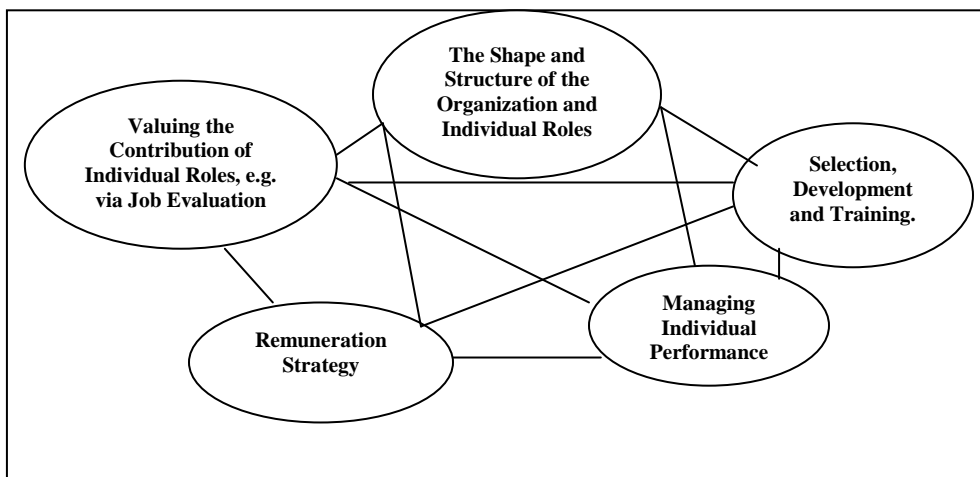 The Shape and
Structure of the
Organization and
Individual Roles
Valuing the
Contribution of
Individual Roles, e.g.
via Job Evaluation
Selection,
Development
and Training.
Managing
Individual
Performance
Remuneration
Strategy